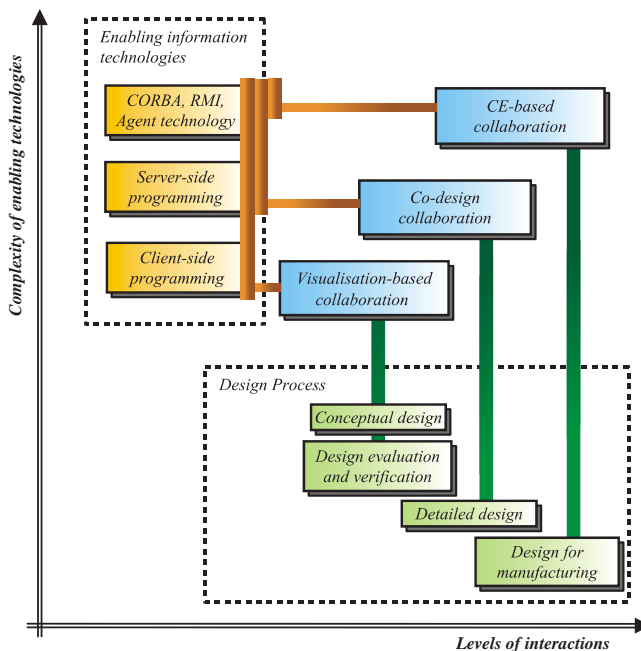 Complexity of enabling technologies
Enabling information
technologies
CORBA, RMI,
Agent technology
Server-side
programming
Client-side
programming
CE-based
collaboration
Co-design
collaboration
Visualisation-based
collaboration
Design Process
Conceptual design
Design evaluation
and verification
Detailed design
Design for
manufacturing
Levels of interactions